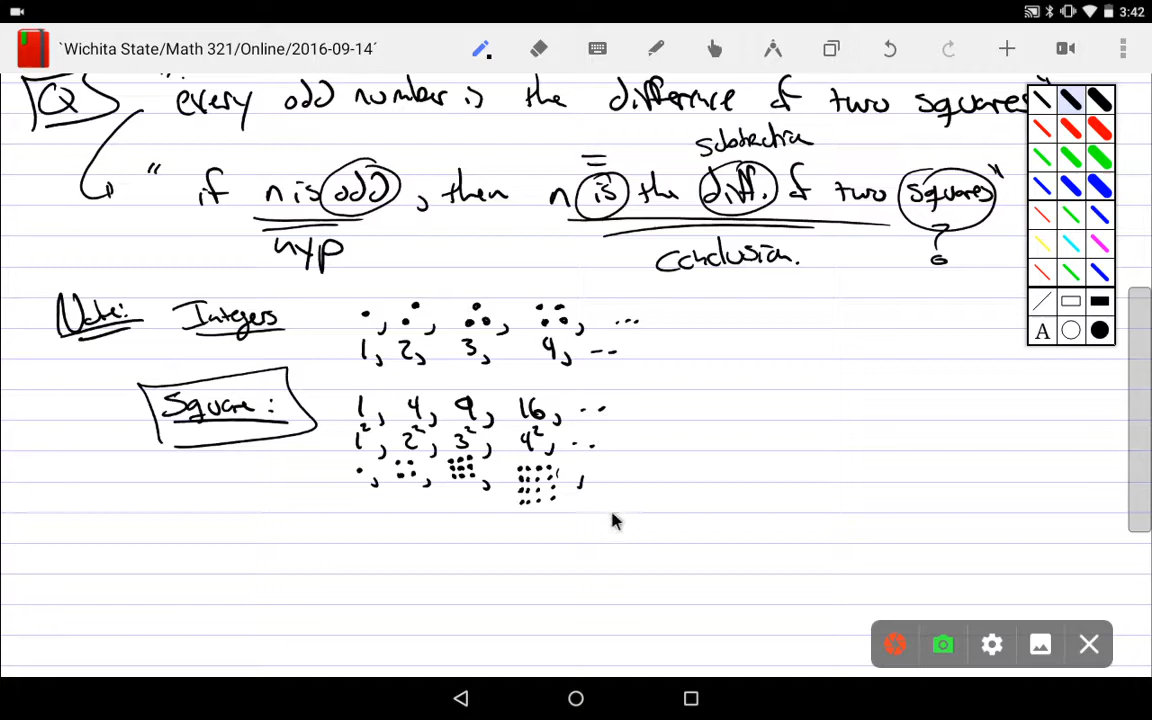 3:42
`Wichita State/Math 321/Online/2016-09-14´
Q "every odd number is the difference of two squares"
subtraction
=
"if n is odd, then n is the diff. of two squares"
hyp
conclusion.
?
Note: Integers
1, 2, 3, 4, ...
Square: 1, 4, 9, 16, ...
1², 2², 3², 4², ...
A